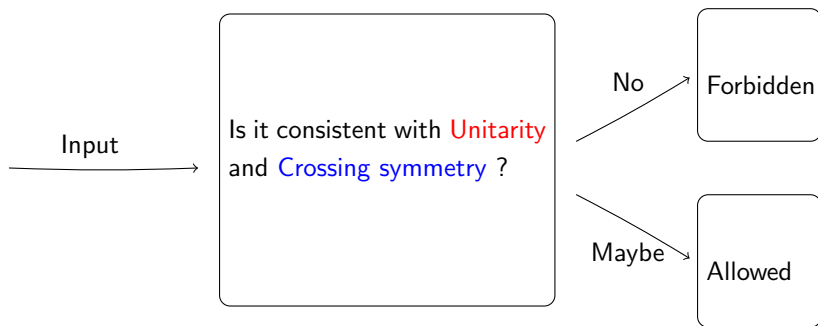 Input
Is it consistent with Unitarity
and Crossing symmetry ?
No
Forbidden
Maybe
Allowed